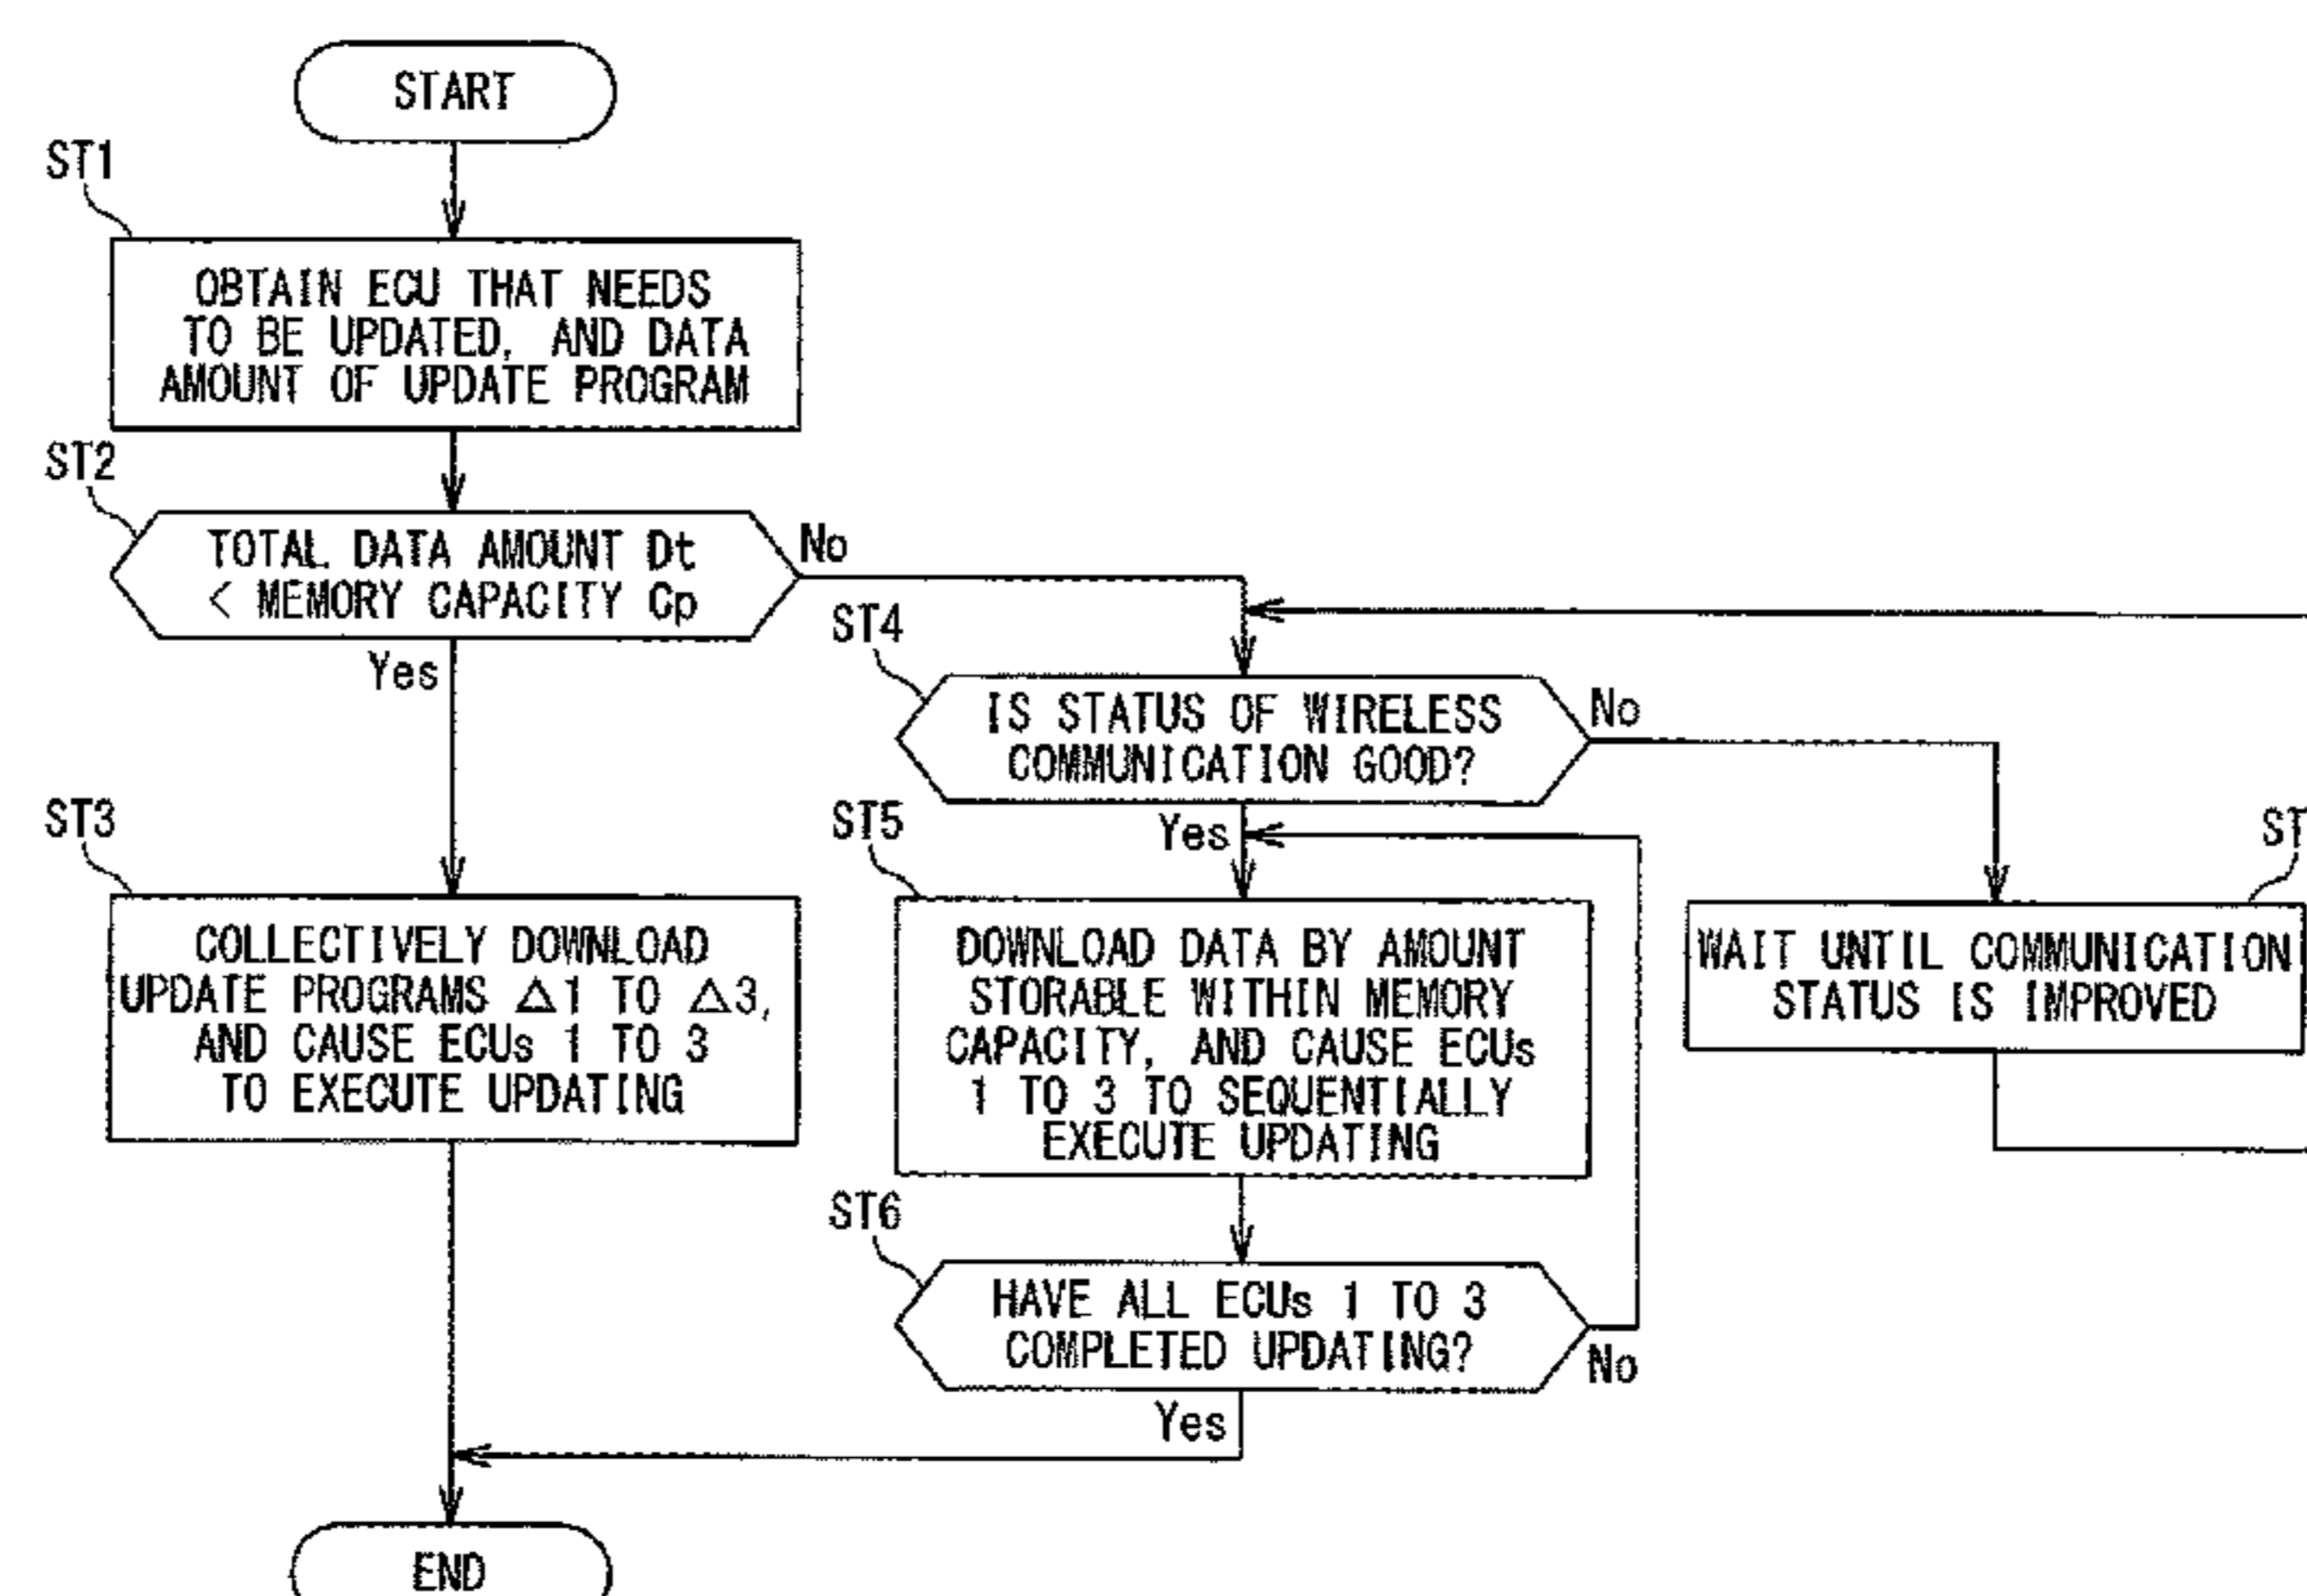 START
ST1
OBTAIN ECU THAT NEEDS
TO BE UPDATED, AND DATA
AMOUNT OF UPDATE PROGRAM
ST2
TOTAL DATA AMOUNT Dt
< MEMORY CAPACITY Cp
No
Yes
ST4
IS STATUS OF WIRELESS
COMMUNICATION GOOD?
No
Yes
ST3
COLLECTIVELY DOWNLOAD
UPDATE PROGRAMS △1 TO △3,
AND CAUSE ECUs 1 TO 3
TO EXECUTE UPDATING
ST5
DOWNLOAD DATA BY AMOUNT
STORABLE WITHIN MEMORY
CAPACITY, AND CAUSE ECUs
1 TO 3 TO SEQUENTIALLY
EXECUTE UPDATING
ST
WAIT UNTIL COMMUNICATION
STATUS IS IMPROVED
ST6
HAVE ALL ECUs 1 TO 3
COMPLETED UPDATING?
No
Yes
END